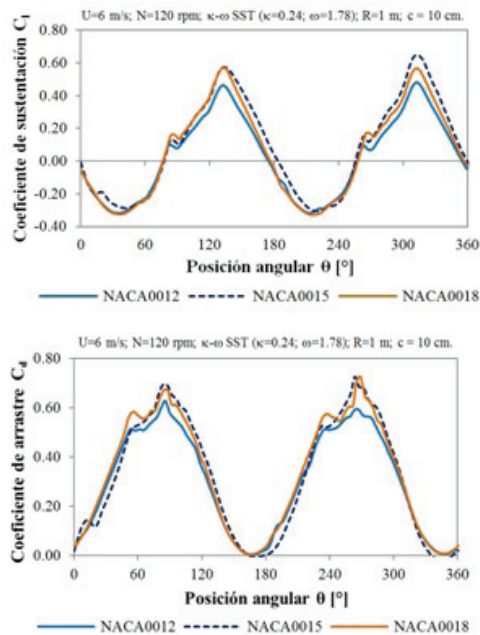 U=6 m/s; N=120 rpm; κ-ω SST (κ=0.24; ω=1.78); R=1 m; c = 10 cm.
Coeficiente de sustentación Cl
0.80
0.60
0.40
0.20
0.00
-0.20
-0.40
0 60 120 180 240 300 360
Posición angular θ [°]
NACA0012 NACA0015 NACA0018
U=6 m/s; N=120 rpm; κ-ω SST (κ=0.24; ω=1.78); R=1 m; c = 10 cm.
Coeficiente de arrastre Cd
0.80
0.60
0.40
0.20
0.00
0 60 120 180 240 300 360
Posición angular θ [°]
NACA0012 NACA0015 NACA0018